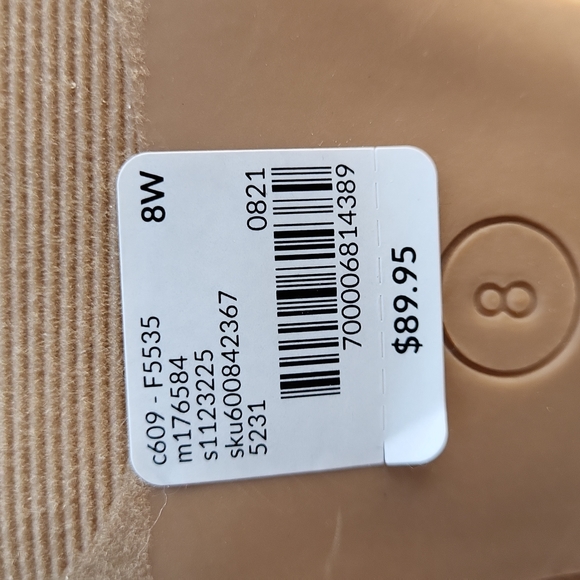 c609 - F5535 8W
m176584
s1123225
sku600842367
5231 0821
700006814389
$89.95
8